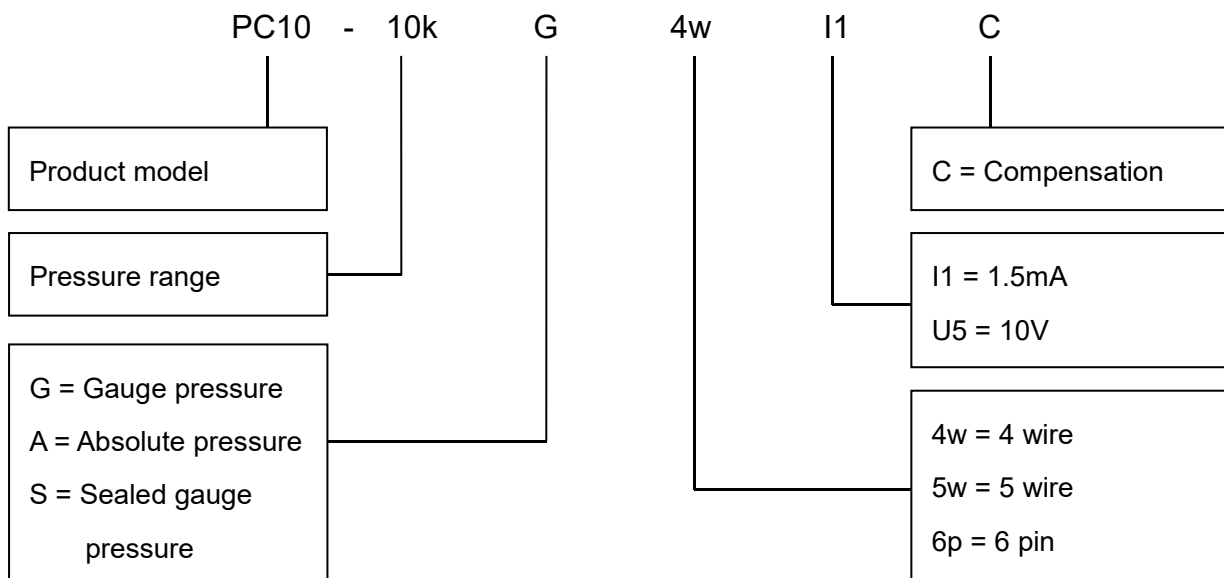 PC10 - 10k G 4w I1 C
Product model
Pressure range
G = Gauge pressure
A = Absolute pressure
S = Sealed gauge
pressure
C = Compensation
I1 = 1.5mA
U5 = 10V
4w = 4 wire
5w = 5 wire
6p = 6 pin